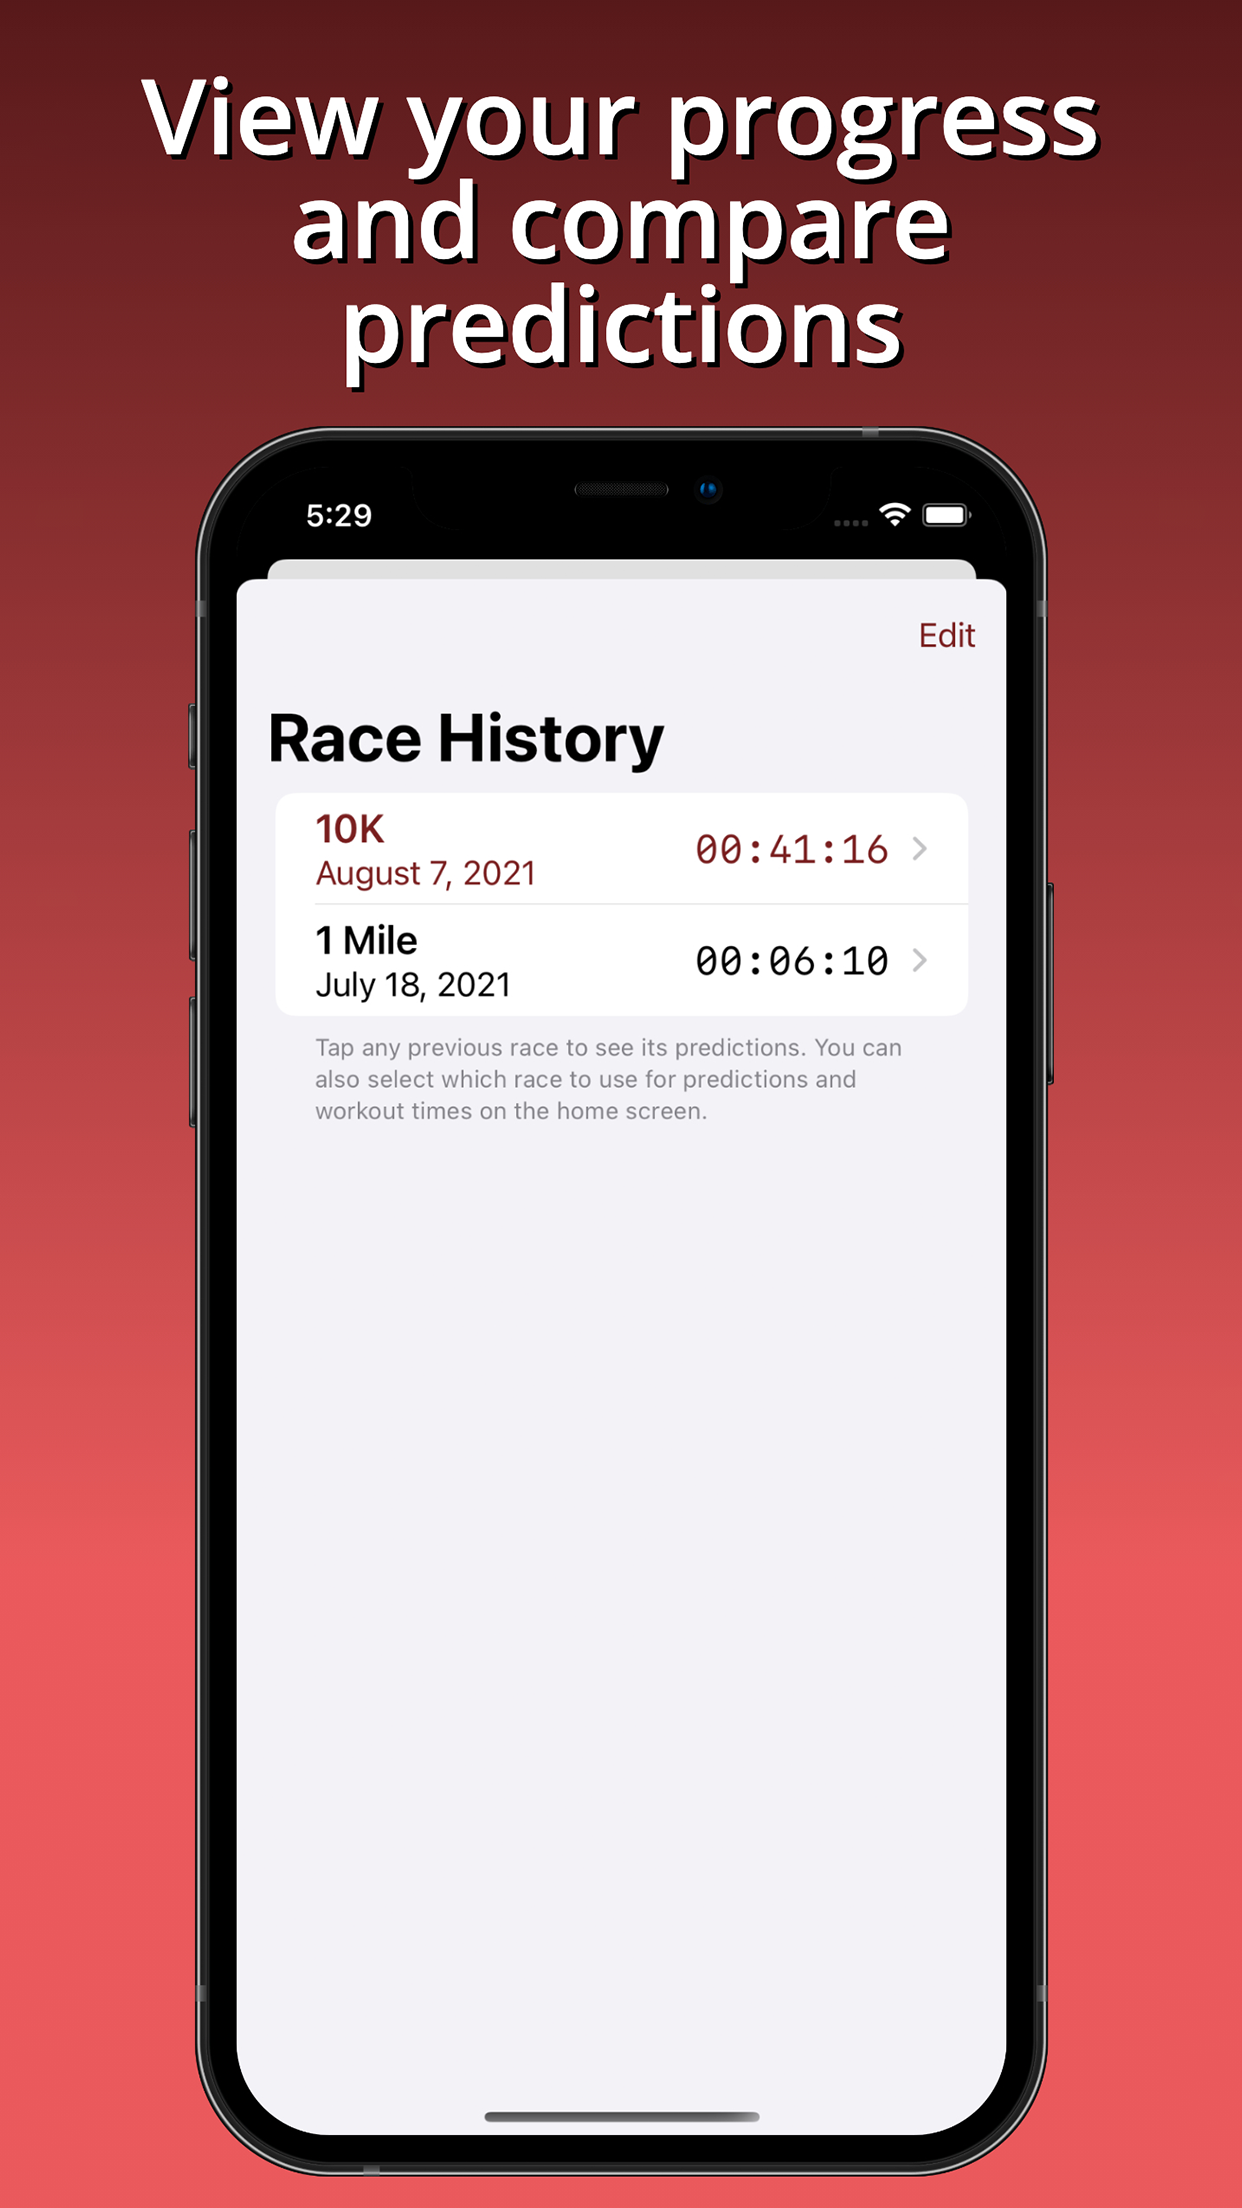 View your progress
and compare
predictions
5:29
Edit
Race History
10K
00:41:16
August 7, 2021
1 Mile
00:06:10
July 18, 2021
Tap any previous race to see its predictions. You can
also select which race to use for predictions and
workout times on the home screen.